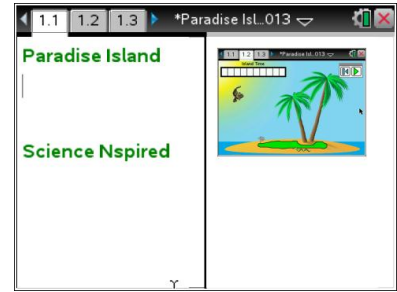 1.1 1.2 1.3 *Paradise Isl...013
Paradise Island
Science Nspired
1.1 1.2 1.3 *Paradise Isl...013
Island Time